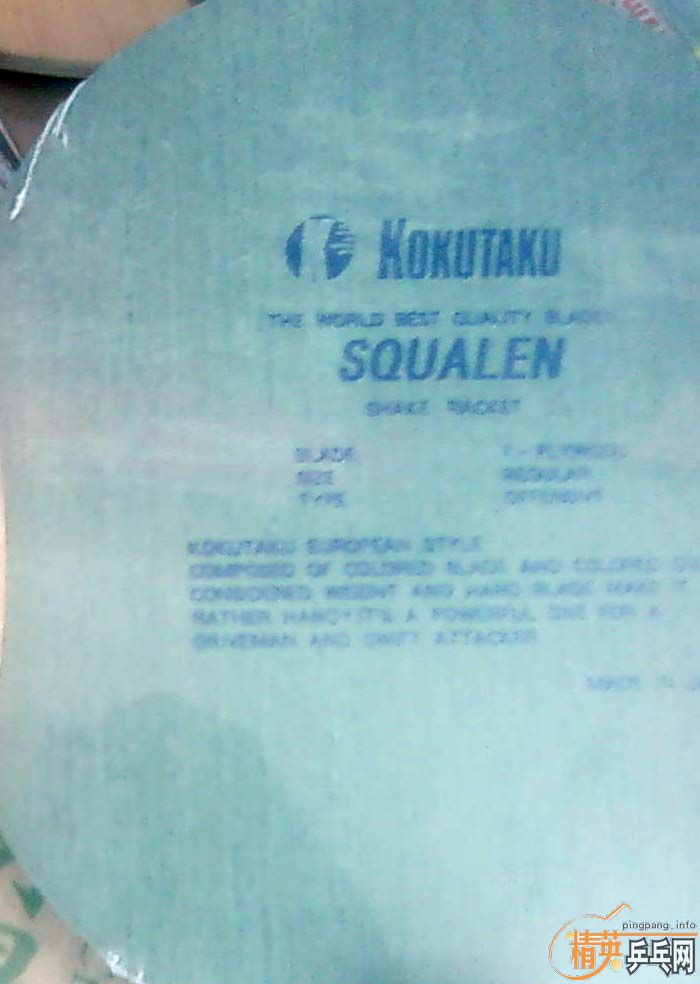 KOKUTAKU
THE WORLD BEST QUALITY BLADE
SQUALEN
SHAKE RACKET
BLADE
SIZE REGULAR
TYPE OFFENSIVE
KOKUTAKU EUROPEAN STYLE
COMPOSED OF COLORED BLADE AND COLORED
CONSIDERED WEIGHT AND HARD BLADE MAKE IT
RATHER HANDY.IT'S A POWERFUL ONE FOR A
DRIVEMAN AND SWIFT ATTACKER
MADE IN
pingpang.info
精英乒乓网